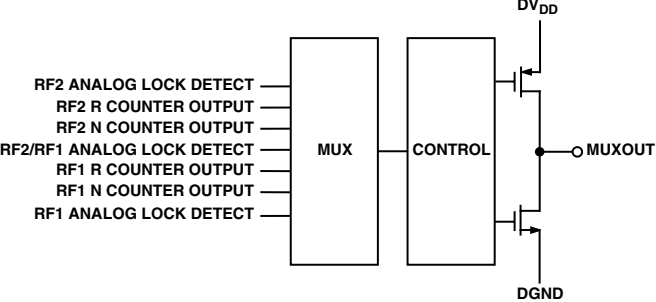 DVDD
RF2 ANALOG LOCK DETECT
RF2 R COUNTER OUTPUT
RF2 N COUNTER OUTPUT
RF2/RF1 ANALOG LOCK DETECT
RF1 R COUNTER OUTPUT
RF1 N COUNTER OUTPUT
RF1 ANALOG LOCK DETECT
MUX
CONTROL
MUXOUT
DGND